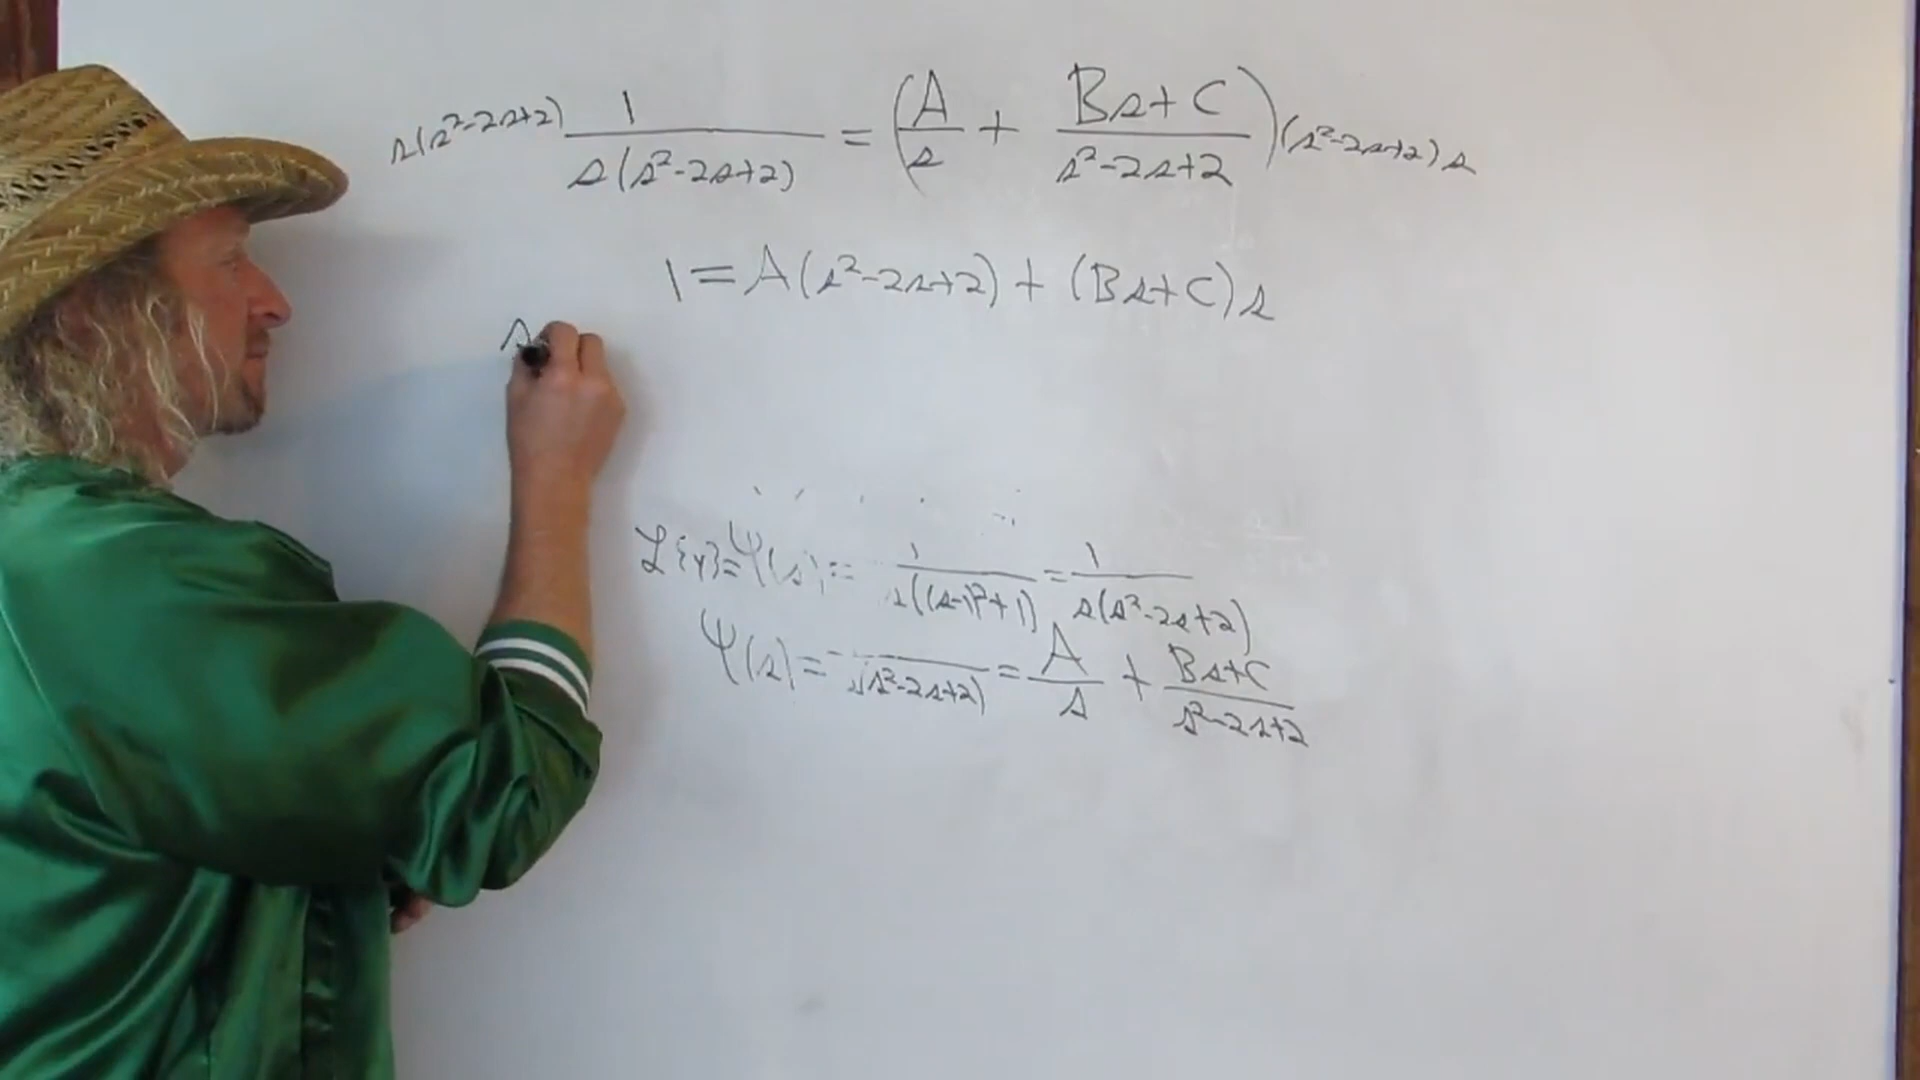 s(s²-2s+2) 1/(s(s²-2s+2)) = (A/s + (Bs+C)/(s²-2s+2)) (s²-2s+2) s
1 = A(s²-2s+2) + (Bs+C)s
s
ℒ{y} = Ψ(s) = 1/(s((s-1)²+1)) = 1/(s(s²-2s+2))
Ψ(s) = /(s(s²-2s+2)) = A/s + (Bs+C)/(s²-2s+2)